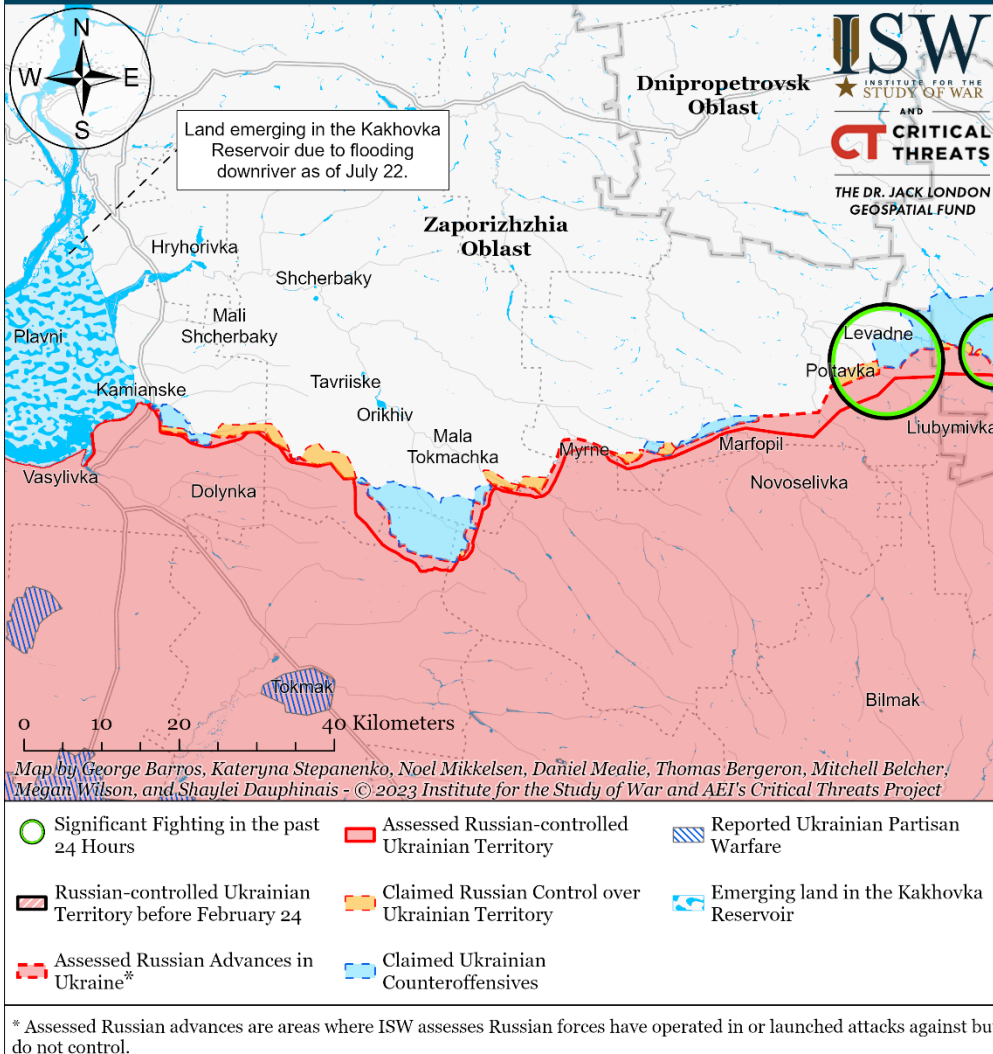 N
W
E
S
ISW
INSTITUTE FOR THE
STUDY OF WAR
AND
CT CRITICAL
THREATS
THE DR. JACK LONDON
GEOSPATIAL FUND
Dnipropetrovsk
Oblast
Land emerging in the Kakhovka
Reservoir due to flooding
downriver as of July 22.
Zaporizhzhia
Oblast
Hryhorivka
Shcherbaky
Mali
Shcherbaky
Plavni
Levadne
Poltavka
Kamianske
Tavriiske
Orikhiv
Mala
Tokmachka
Myrne
Marfopil
Liubymivka
Vasylivka
Dolynka
Novoselivka
Tokmak
Bilmak
0 10 20 40 Kilometers
Map by George Barros, Kateryna Stepanenko, Noel Mikkelsen, Daniel Mealie, Thomas Bergeron, Mitchell Belcher,
Megan Wilson, and Shaylei Dauphinais - © 2023 Institute for the Study of War and AEI's Critical Threats Project
Significant Fighting in the past
24 Hours
Assessed Russian-controlled
Ukrainian Territory
Reported Ukrainian Partisan
Warfare
Russian-controlled Ukrainian
Territory before February 24
Claimed Russian Control over
Ukrainian Territory
Emerging land in the Kakhovka
Reservoir
Assessed Russian Advances in
Ukraine*
Claimed Ukrainian
Counteroffensives
* Assessed Russian advances are areas where ISW assesses Russian forces have operated in or launched attacks against but
do not control.